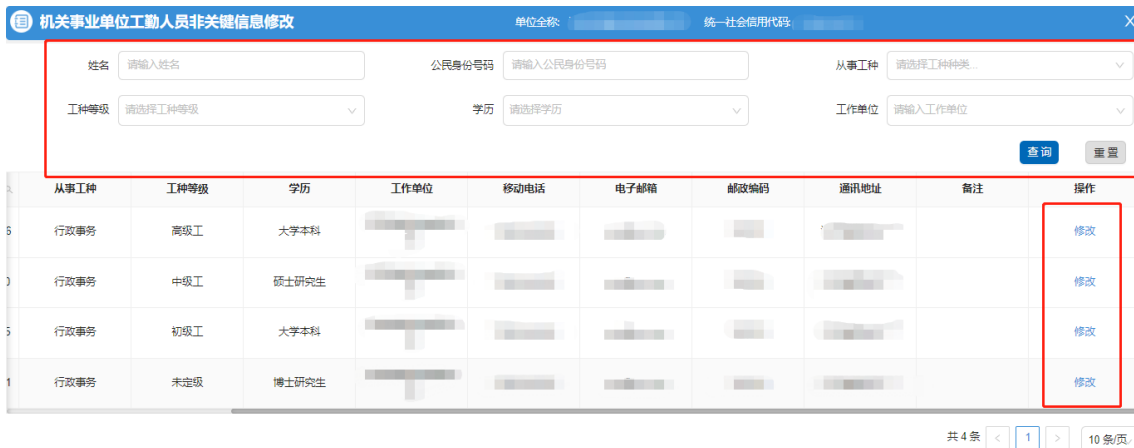 机关事业单位工勤人员非关键信息修改 单位全称: 统一社会信用代码: X
姓名 请输入姓名 公民身份号码 请输入公民身份号码 从事工种 请选择工种种类...
工种等级 请选择工种等级 学历 请选择学历 工作单位 请输入工作单位
查询 重置
从事工种 工种等级 学历 工作单位 移动电话 电子邮箱 邮政编码 通讯地址 备注 操作
6 行政事务 高级工 大学本科 修改
行政事务 中级工 硕士研究生 修改
5 行政事务 初级工 大学本科 修改
1 行政事务 未定级 博士研究生 修改
共 4 条 < 1 > 10 条/页